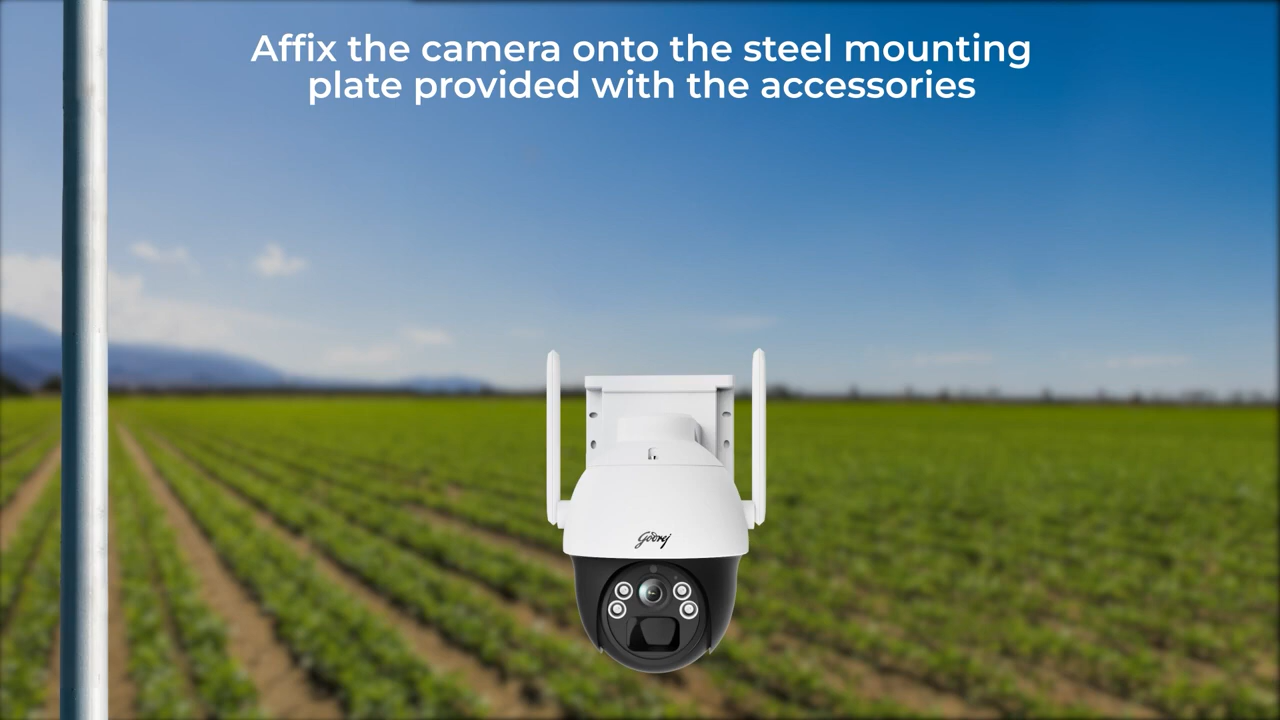 Affix the camera onto the steel mounting
plate provided with the accessories
Godrej